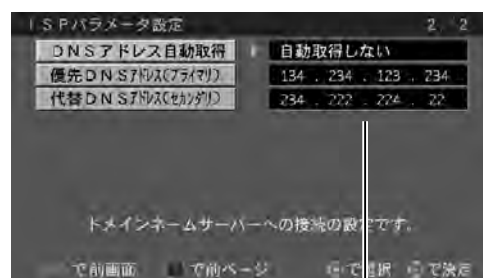 ISPパラメータ設定 2 2
DNSアドレス自動取得 自動取得しない
優先DNSアドレス(プライマリ) 134 . 234 . 123 . 234
代替DNSアドレス(セカンダリ) 234 . 222 . 224 . 22
ドメインネームサーバーへの接続の設定です。
で前画面 で前ページ で選択 で決定